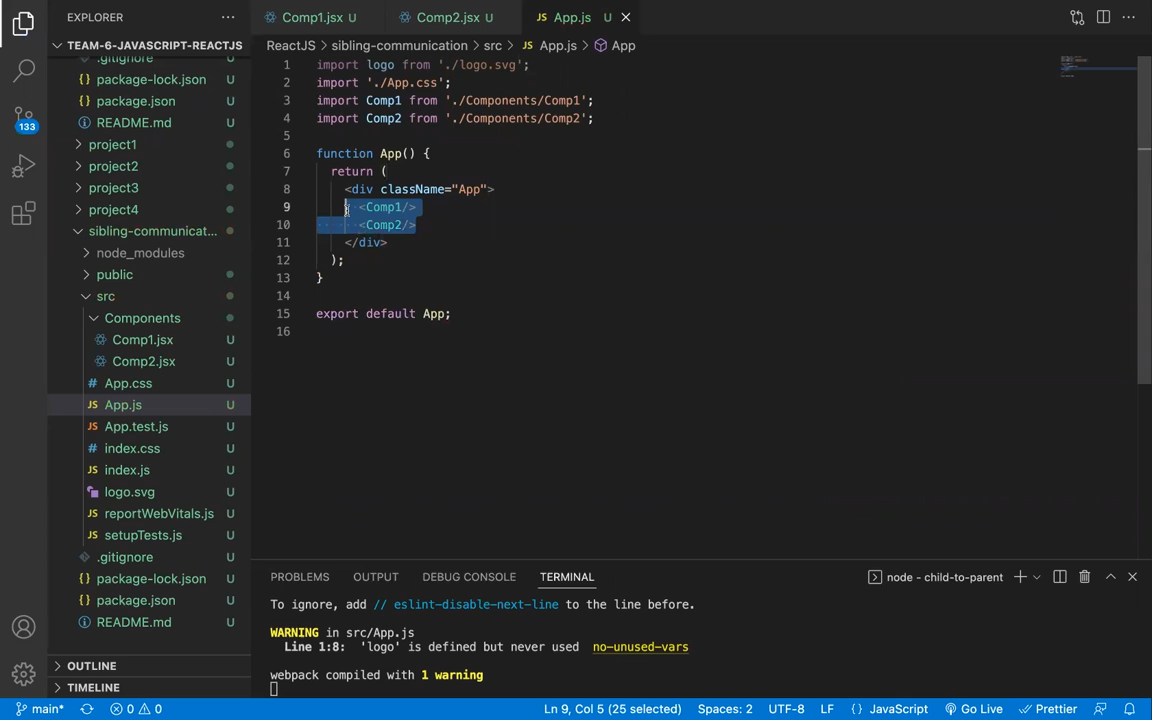 EXPLORER
Comp1.jsx U
Comp2.jsx U
JS App.js U
TEAM-6-JAVASCRIPT-REACTJS
ReactJS > sibling-communication > src > JS App.js > App
.gitignore
{} package-lock.json U
{} package.json U
README.md U
project1
project2
project3
project4
sibling-communicat...
node_modules
public
src
Components
Comp1.jsx U
Comp2.jsx U
# App.css U
JS App.js U
JS App.test.js U
# index.css U
JS index.js U
logo.svg U
JS reportWebVitals.js U
JS setupTests.js U
.gitignore U
{} package-lock.json U
{} package.json U
README.md U
OUTLINE
TIMELINE
133
1 import logo from './logo.svg';
2 import './App.css';
3 import Comp1 from './Components/Comp1';
4 import Comp2 from './Components/Comp2';
5
6 function App() {
7 return (
8 <div className="App">
9 <Comp1/>
10 <Comp2/>
11 </div>
12 );
13 }
14
15 export default App;
16
PROBLEMS OUTPUT DEBUG CONSOLE TERMINAL
node - child-to-parent
To ignore, add // eslint-disable-next-line to the line before.
WARNING in src/App.js
Line 1:8: 'logo' is defined but never used no-unused-vars
webpack compiled with 1 warning
main* 0 0 Ln 9, Col 5 (25 selected) Spaces: 2 UTF-8 LF {} JavaScript Go Live Prettier